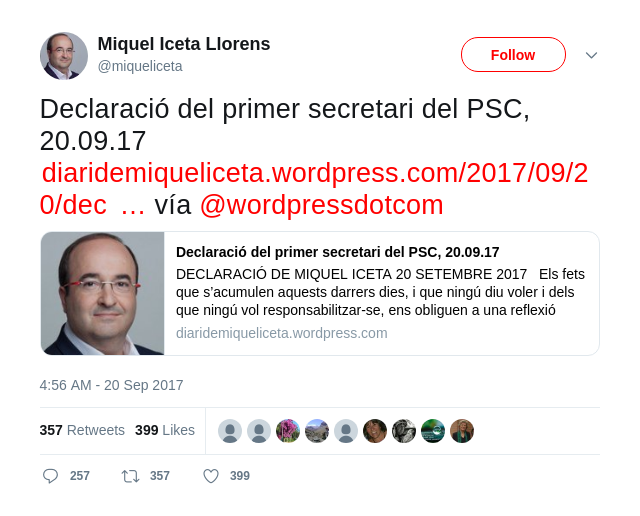 Miquel Iceta Llorens
@miqueliceta
Follow
Declaració del primer secretari del PSC,
20.09.17
diaridemiqueliceta.wordpress.com/2017/09/2
0/dec … vía @wordpressdotcom
Declaració del primer secretari del PSC, 20.09.17
DECLARACIÓ DE MIQUEL ICETA 20 SETEMBRE 2017 Els fets
que s’acumulen aquests darrers dies, i que ningú diu voler i dels
que ningú vol responsabilitzar-se, ens obliguen a una reflexió
diaridemiqueliceta.wordpress.com
4:56 AM - 20 Sep 2017
357 Retweets 399 Likes
257 357 399